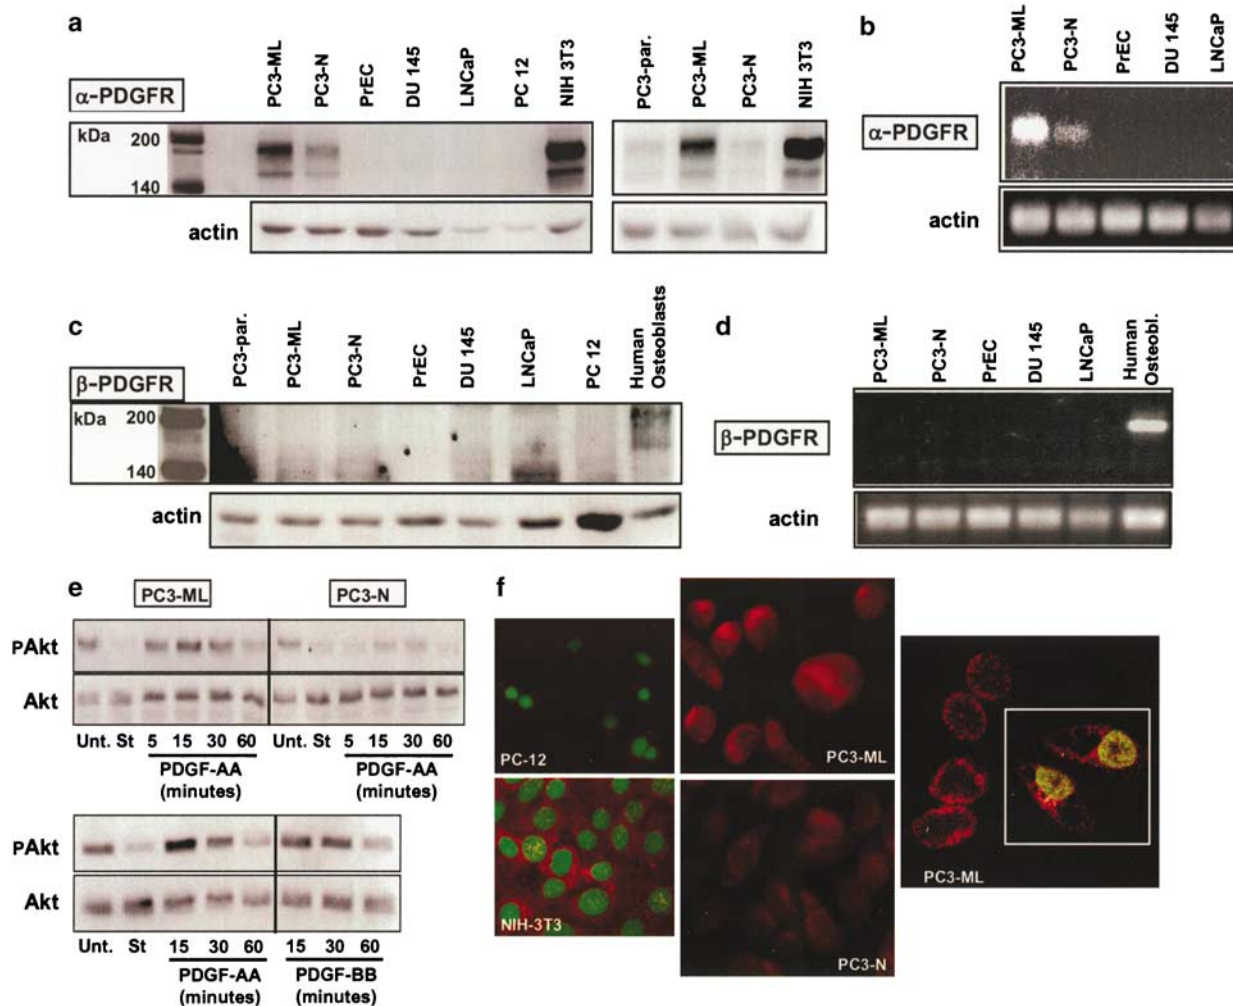 a
α-PDGFR
PC3-ML
PC3-N
PrEC
DU 145
LNCaP
PC 12
NIH 3T3
kDa
200
140
actin
PC3-par.
PC3-ML
PC3-N
NIH 3T3
b
PC3-ML
PC3-N
PrEC
DU 145
LNCaP
α-PDGFR
actin
c
β-PDGFR
PC3-par.
PC3-ML
PC3-N
PrEC
DU 145
LNCaP
PC 12
Human
Osteoblasts
kDa
200
140
actin
d
PC3-ML
PC3-N
PrEC
DU 145
LNCaP
Human
Osteobl.
β-PDGFR
actin
e
PC3-ML
PC3-N
pAkt
Akt
Unt. St 5 15 30 60 Unt. St 5 15 30 60
PDGF-AA PDGF-AA
(minutes) (minutes)
pAkt
Akt
Unt. St 15 30 60 15 30 60
PDGF-AA PDGF-BB
(minutes) (minutes)
f
PC-12
PC3-ML
NIH-3T3
PC3-N
PC3-ML